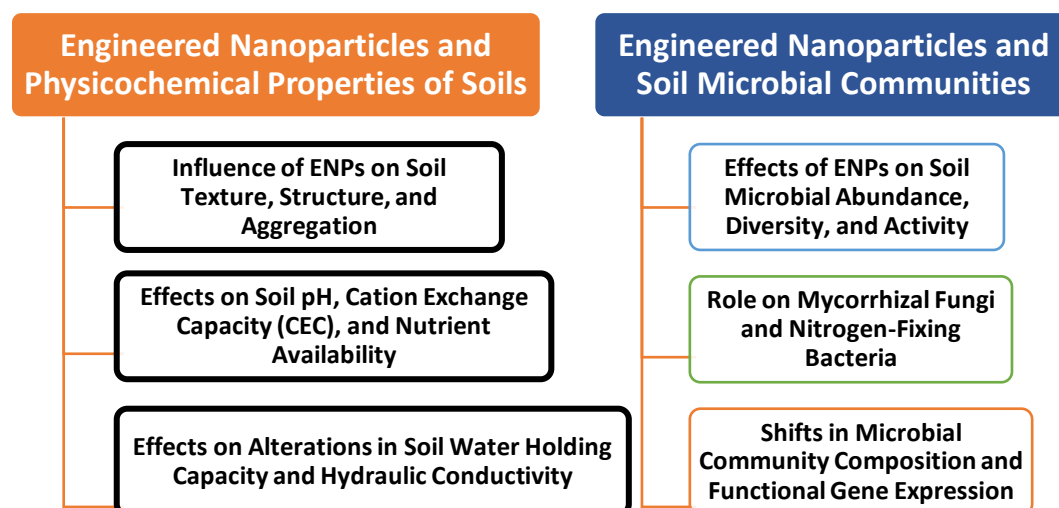 Engineered Nanoparticles and
Physicochemical Properties of Soils
Influence of ENPs on Soil
Texture, Structure, and
Aggregation
Effects on Soil pH, Cation Exchange
Capacity (CEC), and Nutrient
Availability
Effects on Alterations in Soil Water Holding
Capacity and Hydraulic Conductivity
Engineered Nanoparticles and
Soil Microbial Communities
Effects of ENPs on Soil
Microbial Abundance,
Diversity, and Activity
Role on Mycorrhizal Fungi
and Nitrogen-Fixing
Bacteria
Shifts in Microbial
Community Composition and
Functional Gene Expression